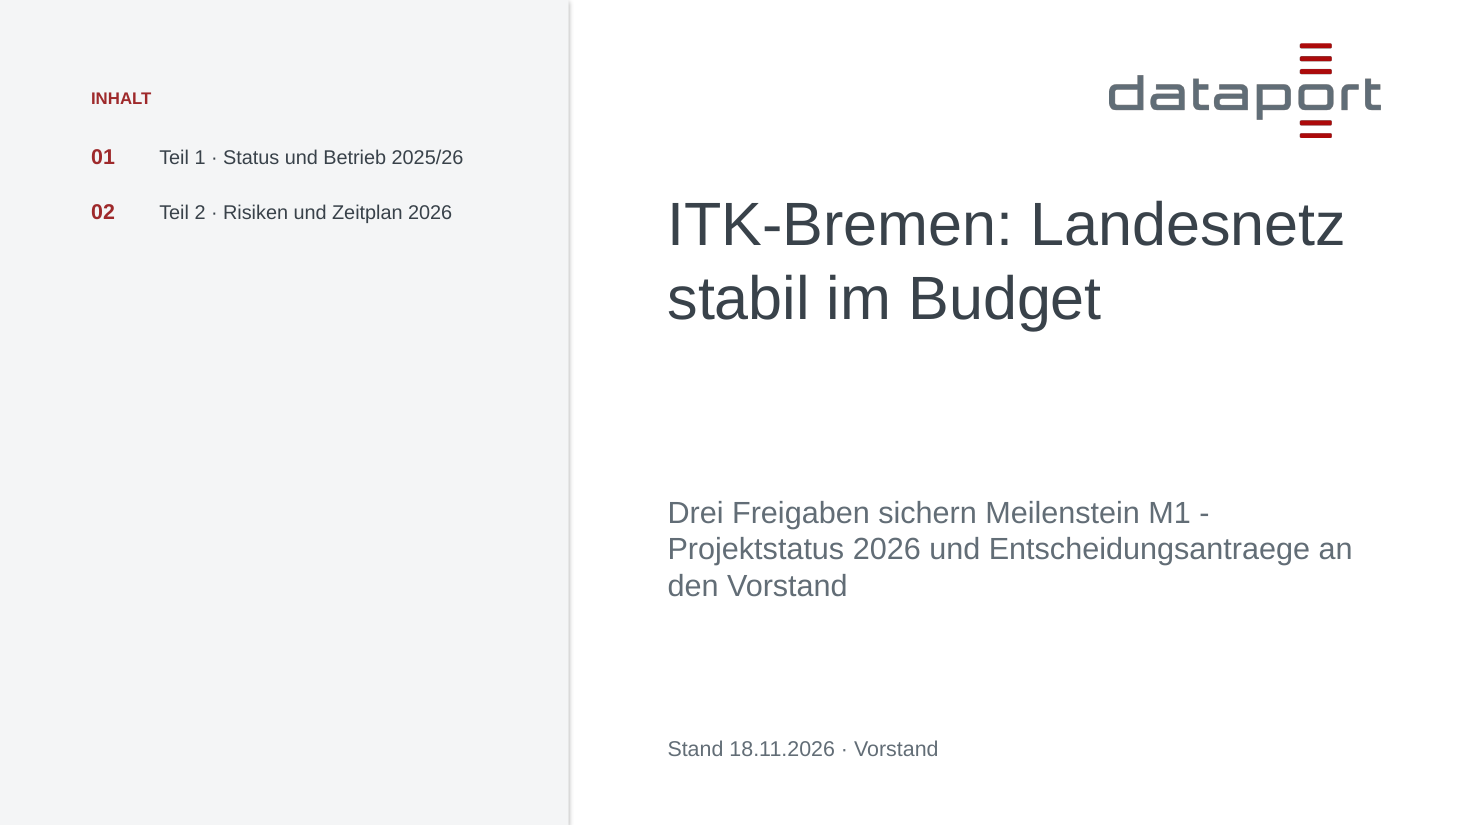 INHALT
01 Teil 1 · Status und Betrieb 2025/26
02 Teil 2 · Risiken und Zeitplan 2026
dataport
ITK-Bremen: Landesnetz
stabil im Budget
Drei Freigaben sichern Meilenstein M1 -
Projektstatus 2026 und Entscheidungsantraege an
den Vorstand
Stand 18.11.2026 · Vorstand